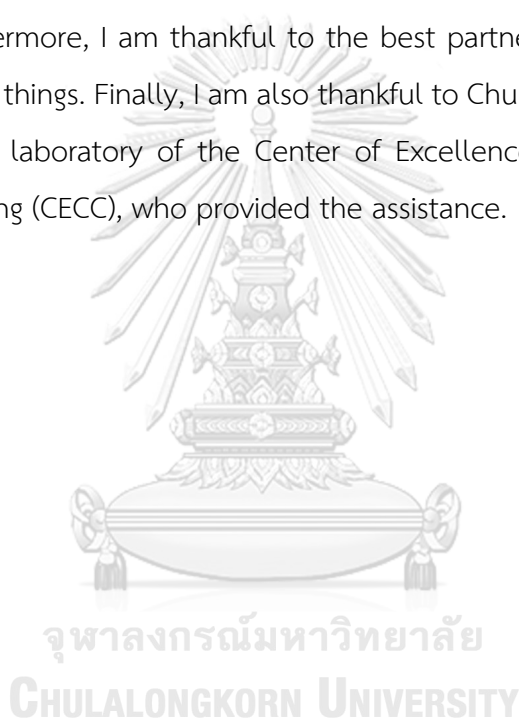 ermore, I am thankful to the best partne
things. Finally, I am also thankful to Chu
laboratory of the Center of Excellence
ng (CECC), who provided the assistance.
จุฬาลงกรณ์มหาวิทยาลัย
CHULALONGKORN UNIVERSITY